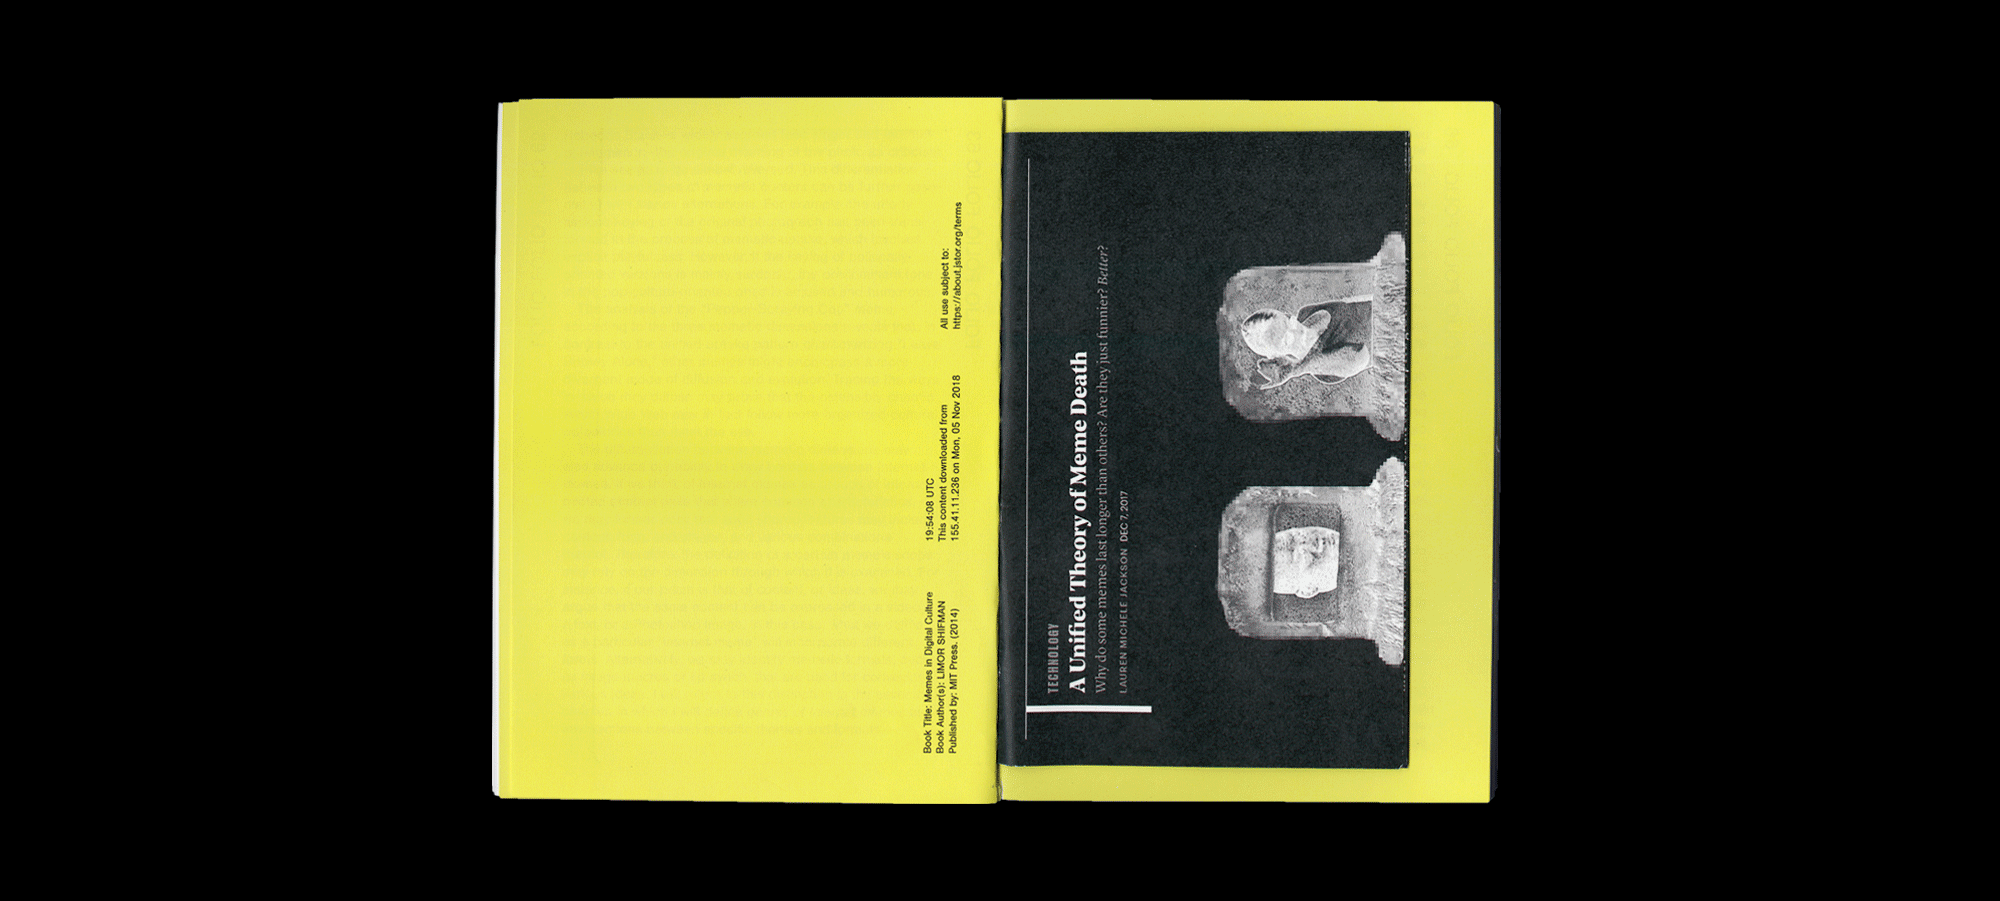 Book Title: Memes in Digital Culture
Book Author(s): LIMOR SHIFMAN
Published by: MIT Press. (2014)
19:54:08 UTC
This content downloaded from
155.41.11.236 on Mon, 05 Nov 2018
All use subject to:
https://about.jstor.org/terms
TECHNOLOGY
A Unified Theory of Meme Death
Why do some memes last longer than others? Are they just funnier? Better?
LAUREN MICHELE JACKSON DEC 7, 2017